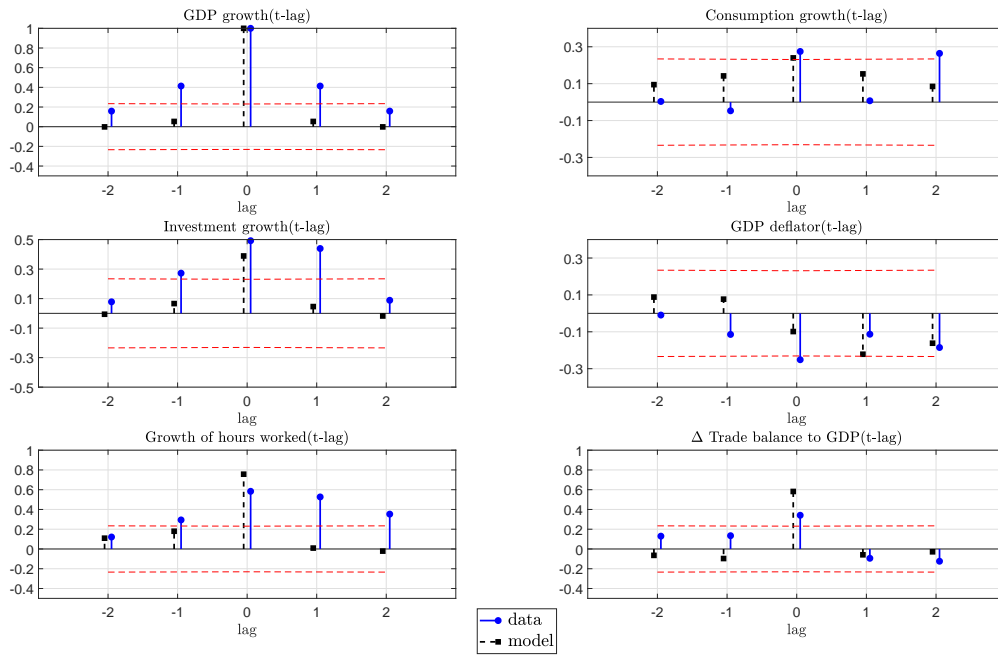 GDP growth(t-lag)
1
0.8
0.6
0.4
0.2
0
-0.2
-0.4
-2 -1 0 1 2
lag
Consumption growth(t-lag)
0.3
0.1
-0.1
-0.3
-2 -1 0 1 2
lag
Investment growth(t-lag)
0.5
0.3
0.1
-0.1
-0.3
-0.5
-2 -1 0 1 2
lag
GDP deflator(t-lag)
0.3
0.1
-0.1
-0.3
-2 -1 0 1 2
lag
Growth of hours worked(t-lag)
1
0.8
0.6
0.4
0.2
0
-0.2
-0.4
-2 -1 0 1 2
lag
Δ Trade balance to GDP(t-lag)
1
0.8
0.6
0.4
0.2
0
-0.2
-0.4
-2 -1 0 1 2
lag
data
model